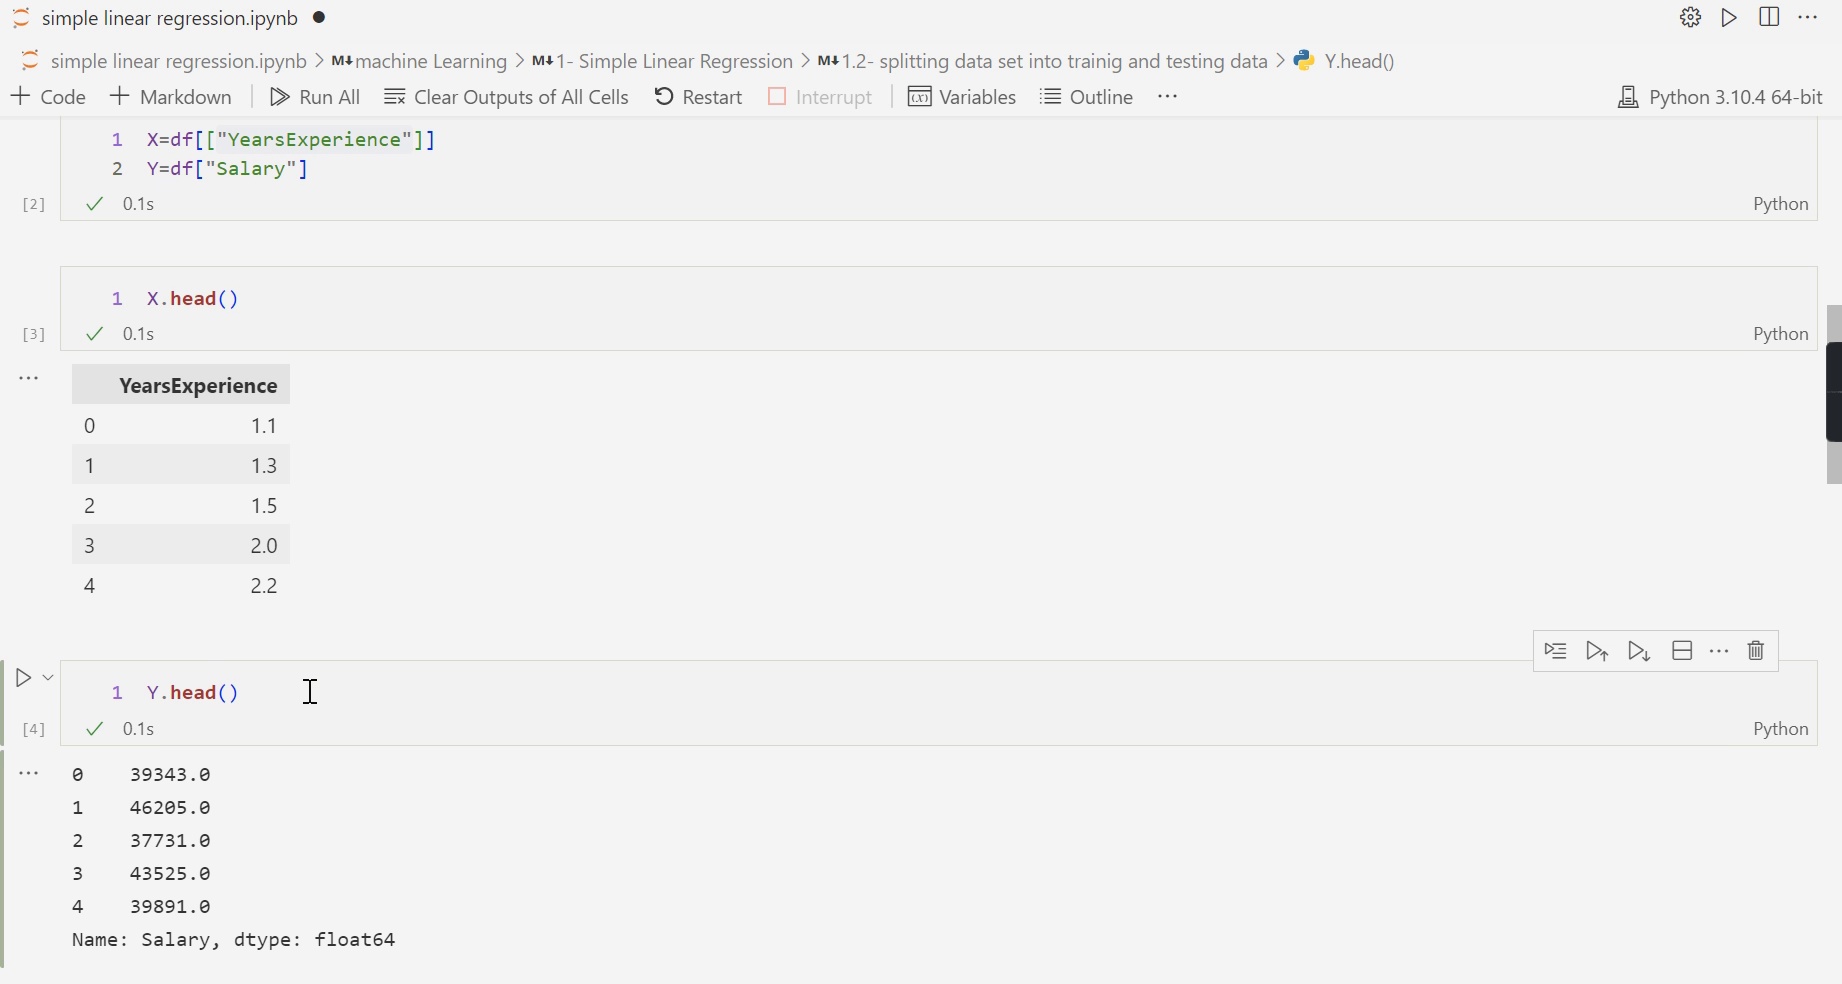 simple linear regression.ipynb
simple linear regression.ipynb > M↓machine Learning > M↓1- Simple Linear Regression > M↓1.2- splitting data set into trainig and testing data > Y.head()
+ Code + Markdown Run All Clear Outputs of All Cells Restart Interrupt (x) Variables Outline ... Python 3.10.4 64-bit
1 X=df[["YearsExperience"]]
2 Y=df["Salary"]
[2] ✓ 0.1s Python
1 X.head()
[3] ✓ 0.1s Python
... YearsExperience
0 1.1
1 1.3
2 1.5
3 2.0
4 2.2
1 Y.head()
[4] ✓ 0.1s Python
... 0 39343.0
1 46205.0
2 37731.0
3 43525.0
4 39891.0
Name: Salary, dtype: float64